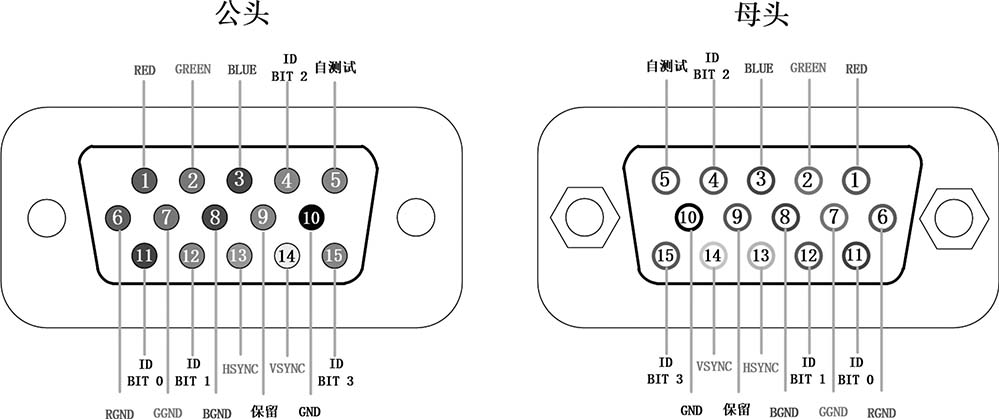 公头
RED GREEN BLUE ID BIT 2 自测试
1 2 3 4 5
6 7 8 9 10
11 12 13 14 15
ID BIT 0 ID BIT 1 HSYNC VSYNC ID BIT 3
RGND GGND BGND 保留 GND
母头
自测试 ID BIT 2 BLUE GREEN RED
5 4 3 2 1
10 9 8 7 6
15 14 13 12 11
ID BIT 3 VSYNC HSYNC ID BIT 1 ID BIT 0
GND 保留 BGND GGND RGND